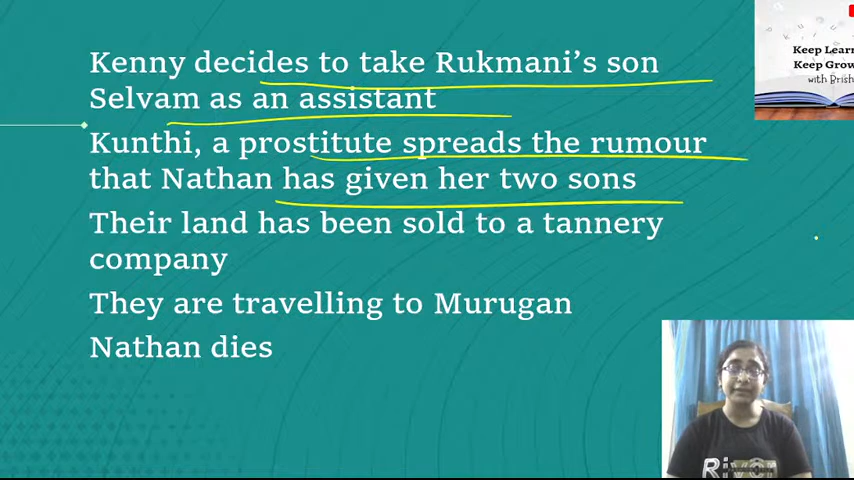 Kenny decides to take Rukmani's son
Selvam as an assistant
Kunthi, a prostitute spreads the rumour
that Nathan has given her two sons
Their land has been sold to a tannery
company
They are travelling to Murugan
Nathan dies
Keep Learn
Keep Grow
with Brish